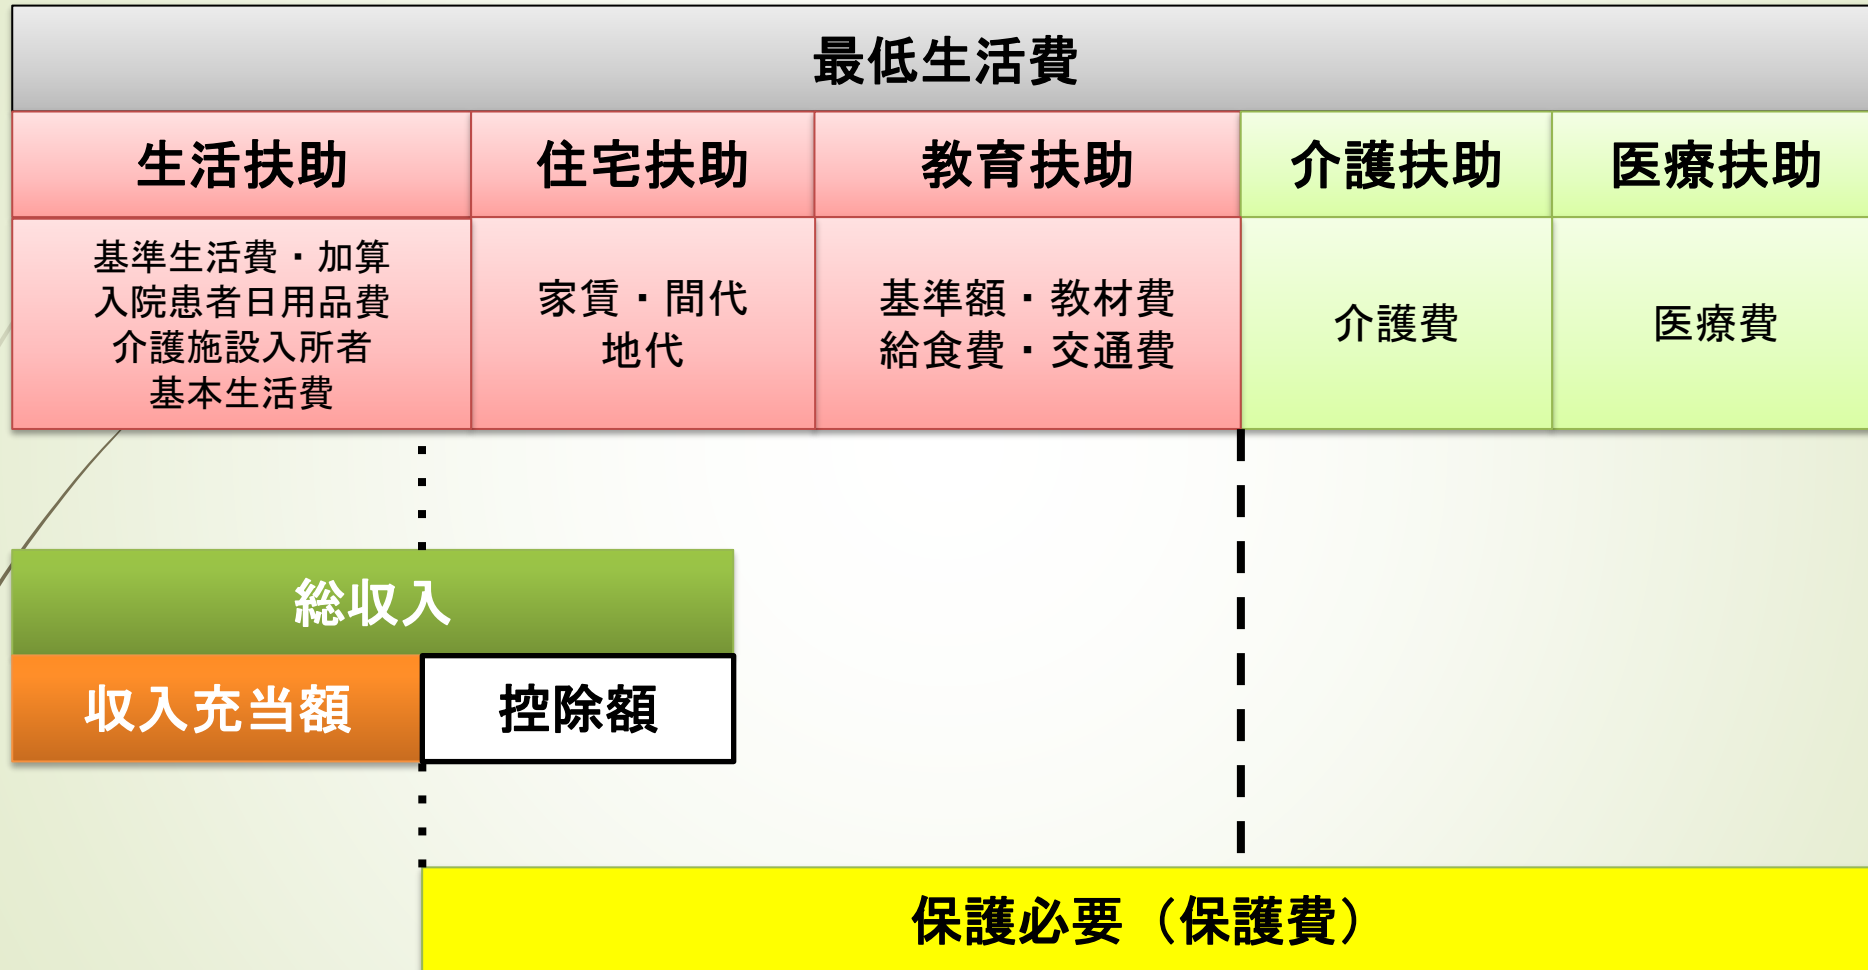 最低生活費
生活扶助
住宅扶助
教育扶助
介護扶助
医療扶助
基準生活費・加算
入院患者日用品費
介護施設入所者
基本生活費
家賃・間代
地代
基準額・教材費
給食費・交通費
介護費
医療費
総収入
収入充当額
控除額
保護必要（保護費）